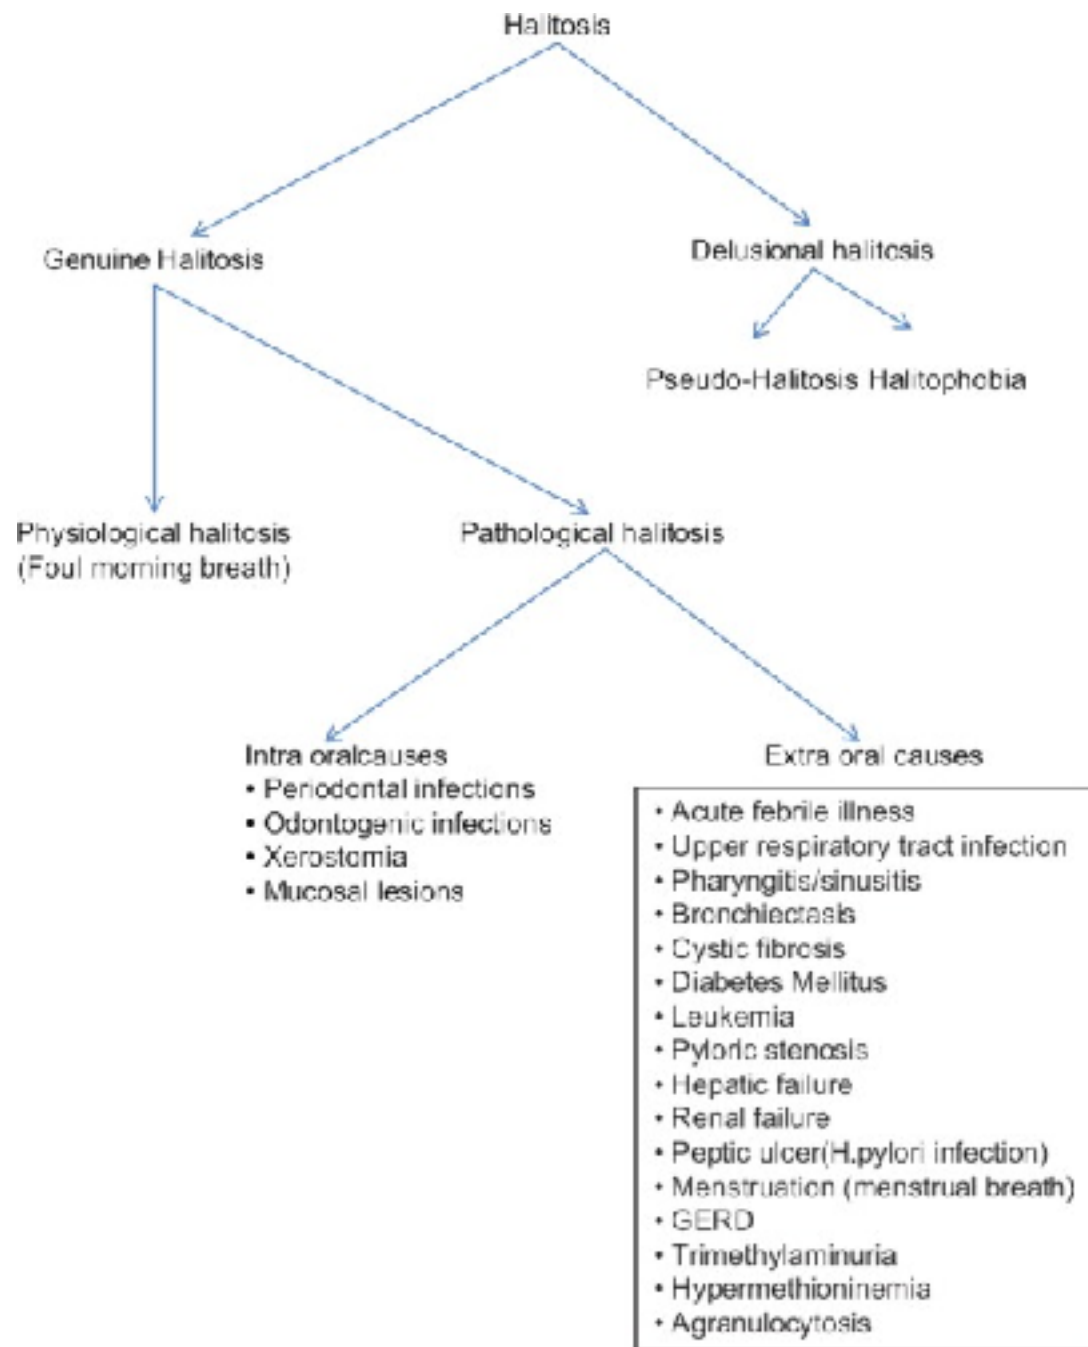 Halitosis
Genuine Halitosis
Delusional halitosis
Pseudo-Halitosis Halitophobia
Physiological halitosis
(Foul morning breath)
Pathological halitosis
Intra oralcauses
• Periodontal infections
• Odontogenic infections
• Xerostomia
• Mucosal lesions
Extra oral causes
• Acute febrile illness
• Upper respiratory tract infection
• Pharyngitis/sinusitis
• Bronchiectasis
• Cystic fibrosis
• Diabetes Mellitus
• Leukemia
• Pyloric stenosis
• Hepatic failure
• Renal failure
• Peptic ulcer(H.pylori infection)
• Menstruation (menstrual breath)
• GERD
• Trimethylaminuria
• Hypermethioninemia
• Agranulocytosis